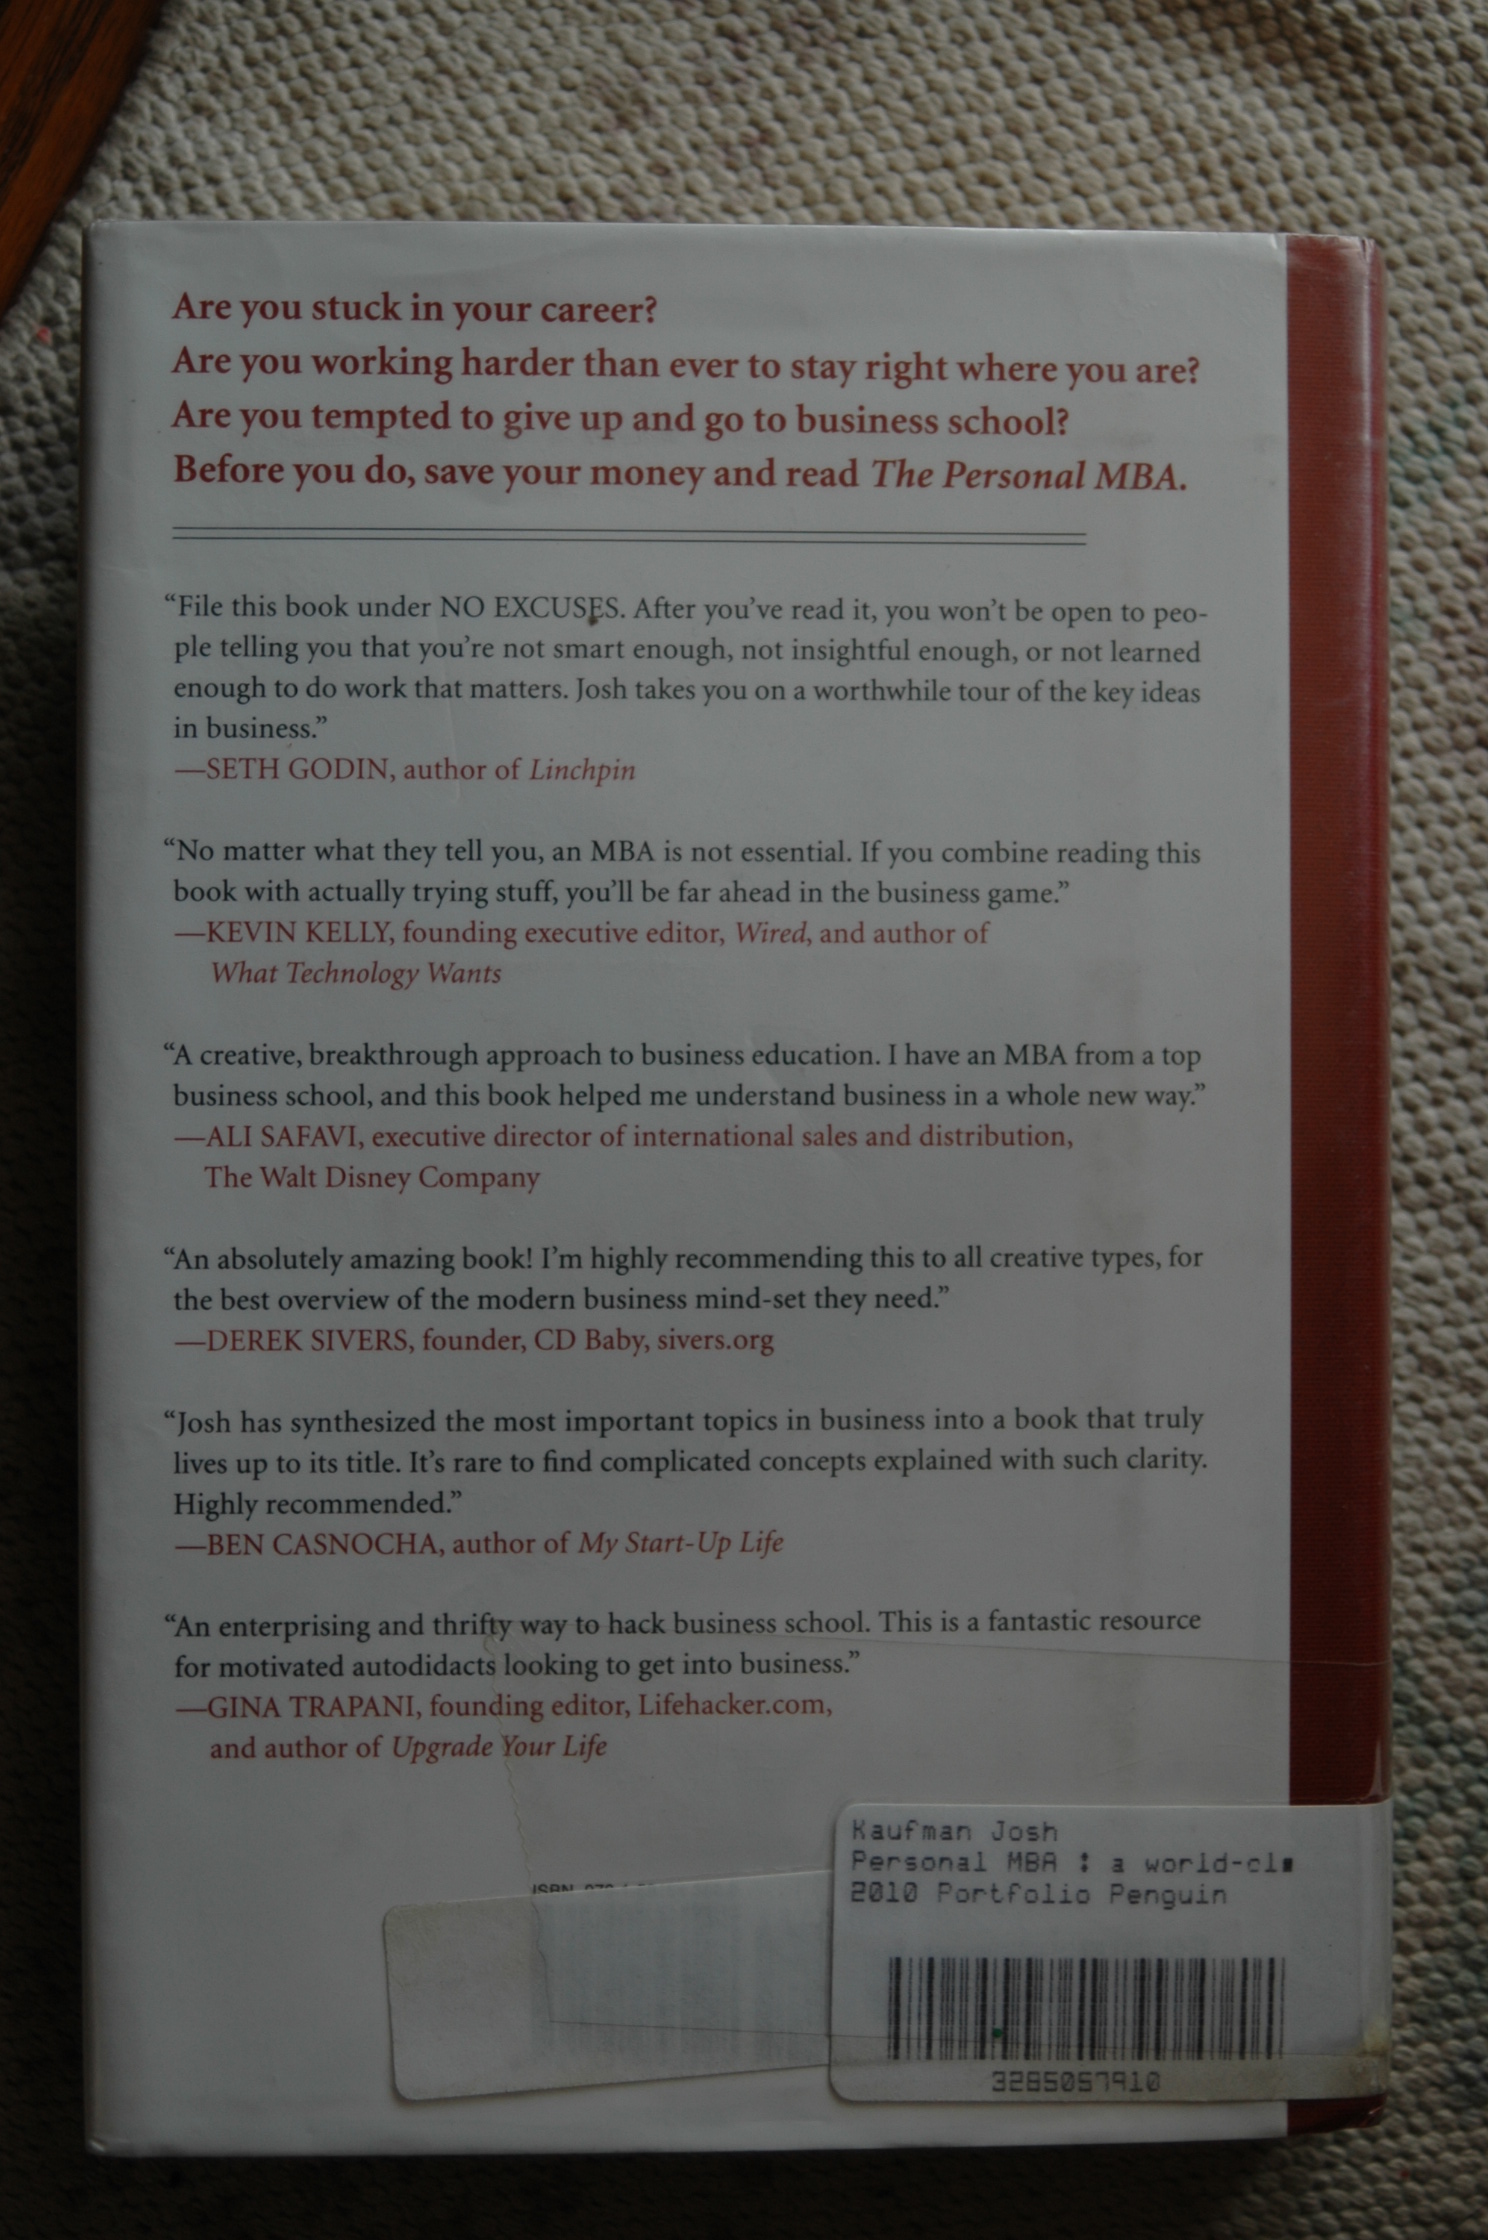 Are you stuck in your career?
Are you working harder than ever to stay right where you are?
Are you tempted to give up and go to business school?
Before you do, save your money and read The Personal MBA.
“File this book under NO EXCUSES. After you’ve read it, you won’t be open to peo-
ple telling you that you’re not smart enough, not insightful enough, or not learned
enough to do work that matters. Josh takes you on a worthwhile tour of the key ideas
in business.”
—SETH GODIN, author of Linchpin
“No matter what they tell you, an MBA is not essential. If you combine reading this
book with actually trying stuff, you’ll be far ahead in the business game.”
—KEVIN KELLY, founding executive editor, Wired, and author of
What Technology Wants
“A creative, breakthrough approach to business education. I have an MBA from a top
business school, and this book helped me understand business in a whole new way.”
—ALI SAFAVI, executive director of international sales and distribution,
The Walt Disney Company
“An absolutely amazing book! I’m highly recommending this to all creative types, for
the best overview of the modern business mind-set they need.”
—DEREK SIVERS, founder, CD Baby, sivers.org
“Josh has synthesized the most important topics in business into a book that truly
lives up to its title. It’s rare to find complicated concepts explained with such clarity.
Highly recommended.”
—BEN CASNOCHA, author of My Start-Up Life
“An enterprising and thrifty way to hack business school. This is a fantastic resource
for motivated autodidacts looking to get into business.”
—GINA TRAPANI, founding editor, Lifehacker.com,
and author of Upgrade Your Life
Kaufman Josh
Personal MBA : a world-cl
2010 Portfolio Penguin
ISBN
3285057910